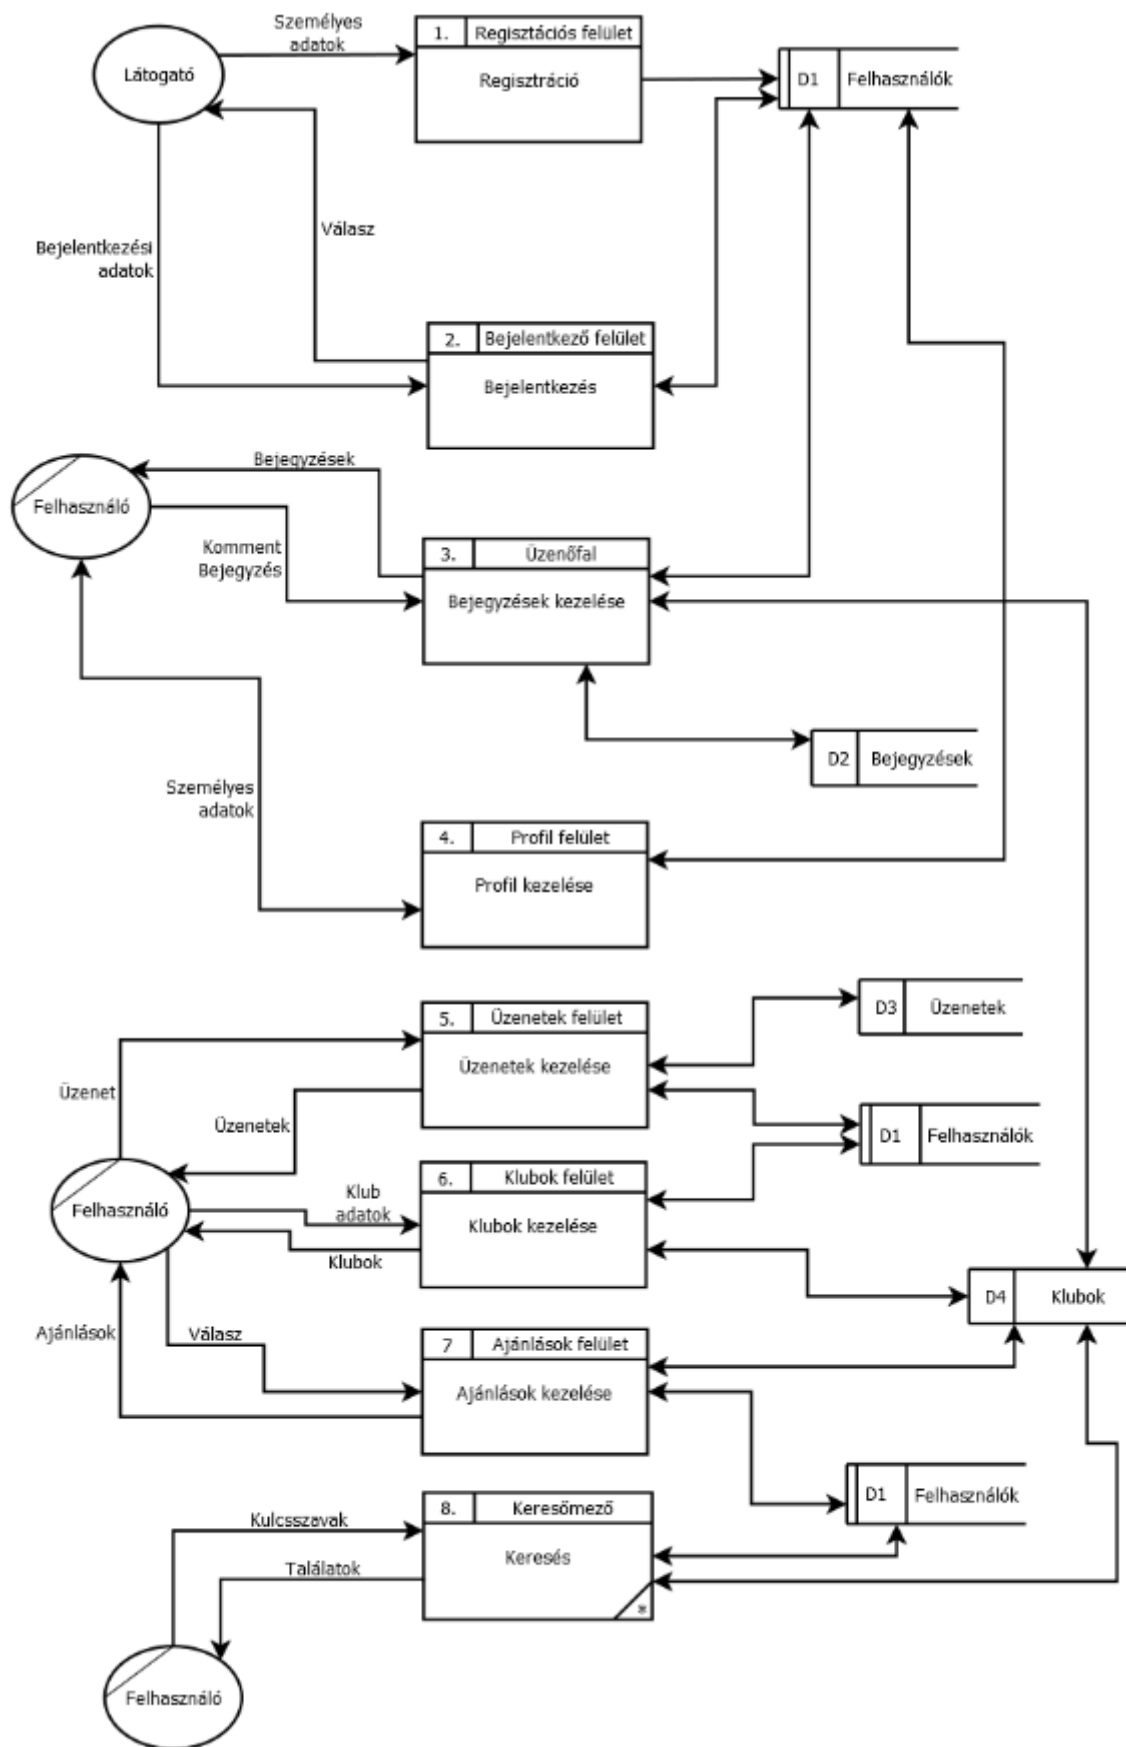 Személyes
adatok
1.
Regisztációs felület
Látogató
Regisztráció
D1
Felhasználók
Válasz
Bejelentkezési
adatok
2.
Bejelentkező felület
Bejelentkezés
Bejegyzések
Felhasználó
Komment
Bejegyzés
3.
Üzenőfal
Bejegyzések kezelése
D2
Bejegyzések
Személyes
adatok
4.
Profil felület
Profil kezelése
5.
Üzenetek felület
D3
Üzenetek
Üzenetek kezelése
Üzenet
Üzenetek
D1
Felhasználók
6.
Klubok felület
Klub
adatok
Felhasználó
Klubok kezelése
Klubok
D4
Klubok
Ajánlások
Válasz
7
Ajánlások felület
Ajánlások kezelése
D1
Felhasználók
Kulcsszavak
8.
Keresőmező
Keresés
Találatok
*
Felhasználó